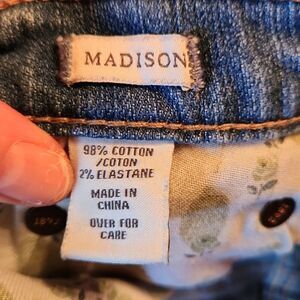 MADISON
98% COTTON
/COTON
2% ELASTANE
MADE IN
CHINA
OVER FOR
CARE